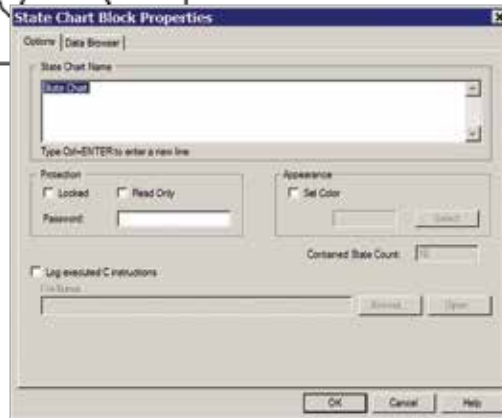 State Chart Block Properties
Options Data Browser
State Chart Name
State Chart
Type Ctrl+ENTER to enter a new line
Protection
Locked Read Only
Password:
Appearance
Set Color
Select
Contained State Count:
Log executed C instructions
File Name
Browse... Open
OK Cancel Help